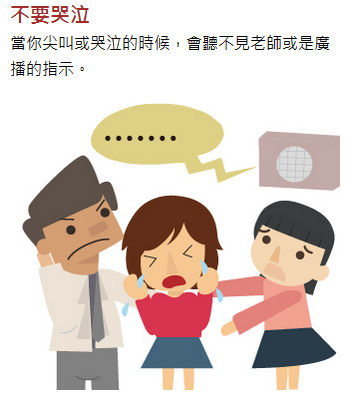 不要哭泣
當你尖叫或哭泣的時候，會聽不見老師或是廣
播的指示。
.......